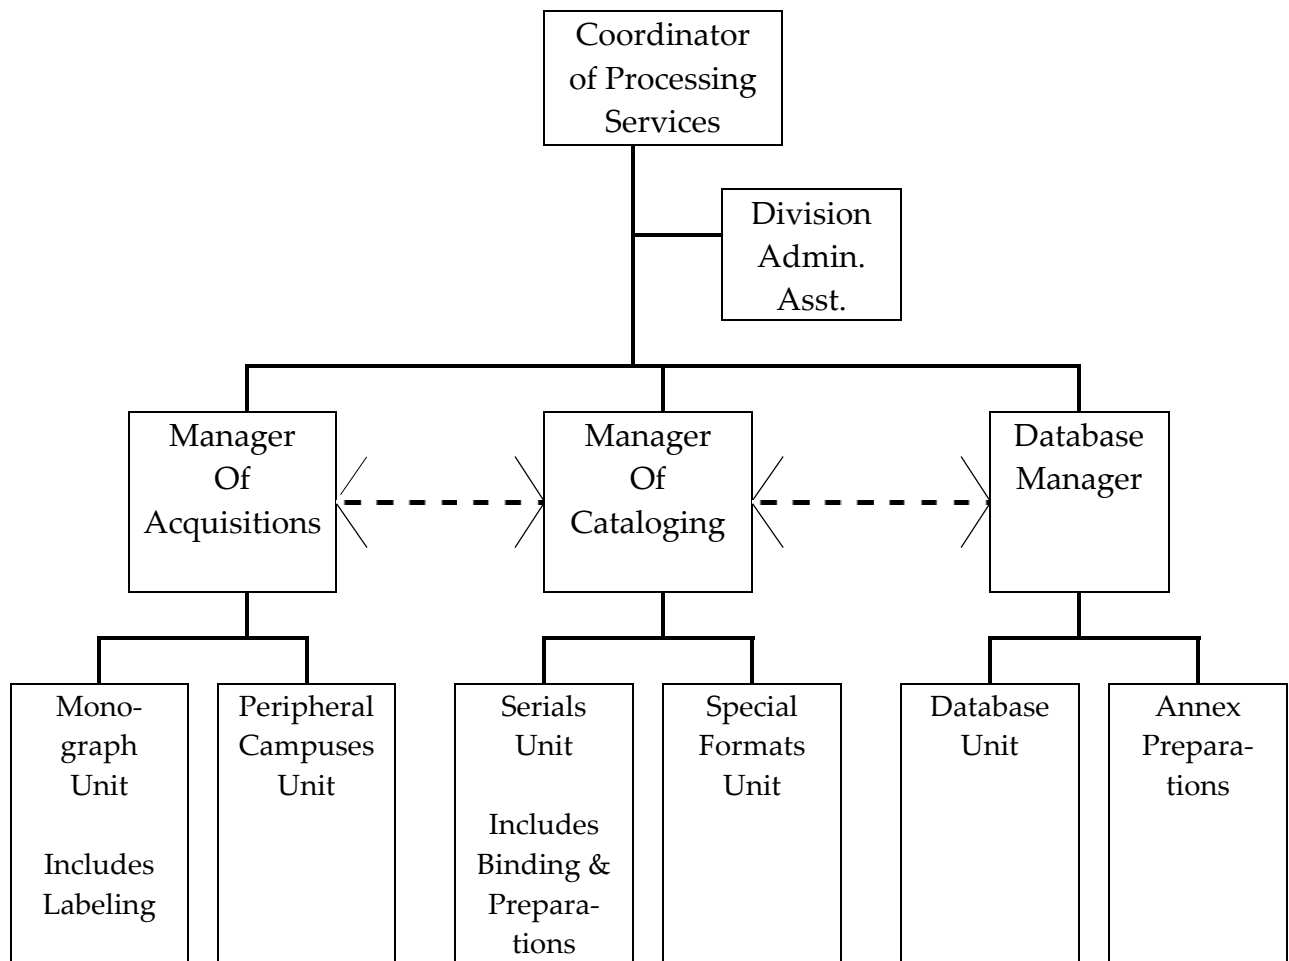 Coordinator
of Processing
Services
Division
Admin.
Asst.
Manager
Of
Acquisitions
Manager
Of
Cataloging
Database
Manager
Mono-
graph
Unit
Includes
Labeling
Peripheral
Campuses
Unit
Serials
Unit
Includes
Binding &
Prepara-
tions
Special
Formats
Unit
Database
Unit
Annex
Prepara-
tions